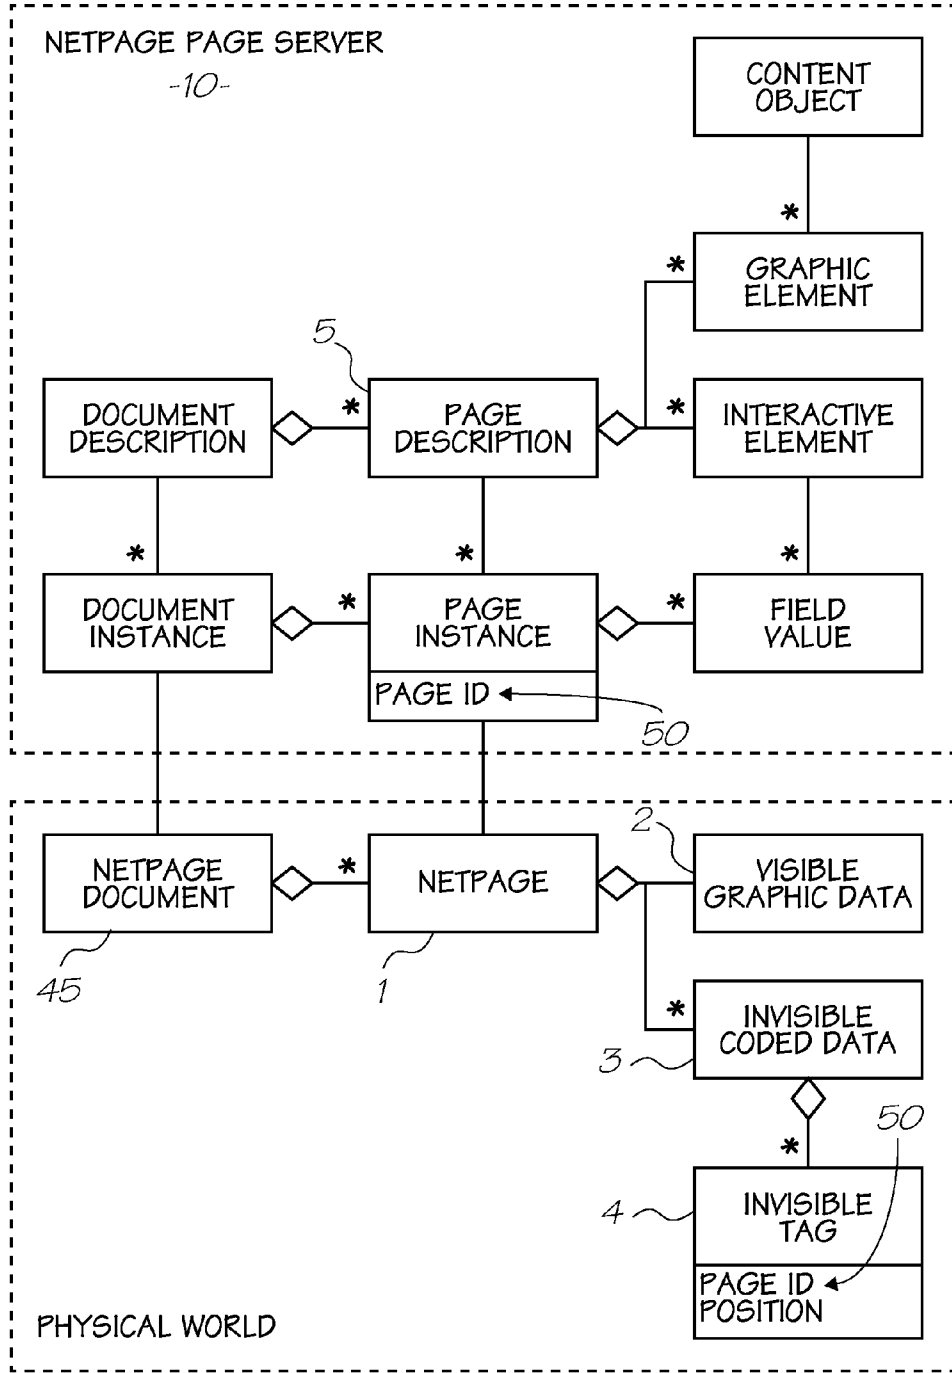 NETPAGE PAGE SERVER
-10-
CONTENT
OBJECT
*
*
GRAPHIC
ELEMENT
5
DOCUMENT
DESCRIPTION
*
PAGE
DESCRIPTION
*
INTERACTIVE
ELEMENT
*
*
*
DOCUMENT
INSTANCE
*
PAGE
INSTANCE
*
FIELD
VALUE
PAGE ID
50
2
NETPAGE
DOCUMENT
*
NETPAGE
VISIBLE
GRAPHIC DATA
45
1
*
INVISIBLE
CODED DATA
3
50
*
4
INVISIBLE
TAG
PAGE ID
POSITION
PHYSICAL WORLD